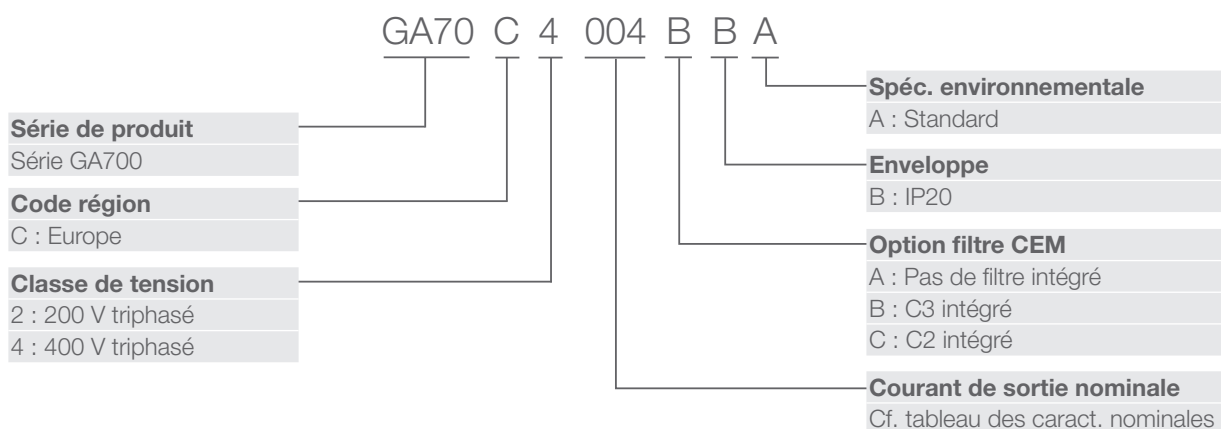 GA70 C 4 004 B B A
Série de produit
Série GA700
Code région
C : Europe
Classe de tension
2 : 200 V triphasé
4 : 400 V triphasé
Spéc. environnementale
A : Standard
Enveloppe
B : IP20
Option filtre CEM
A : Pas de filtre intégré
B : C3 intégré
C : C2 intégré
Courant de sortie nominale
Cf. tableau des caract. nominales